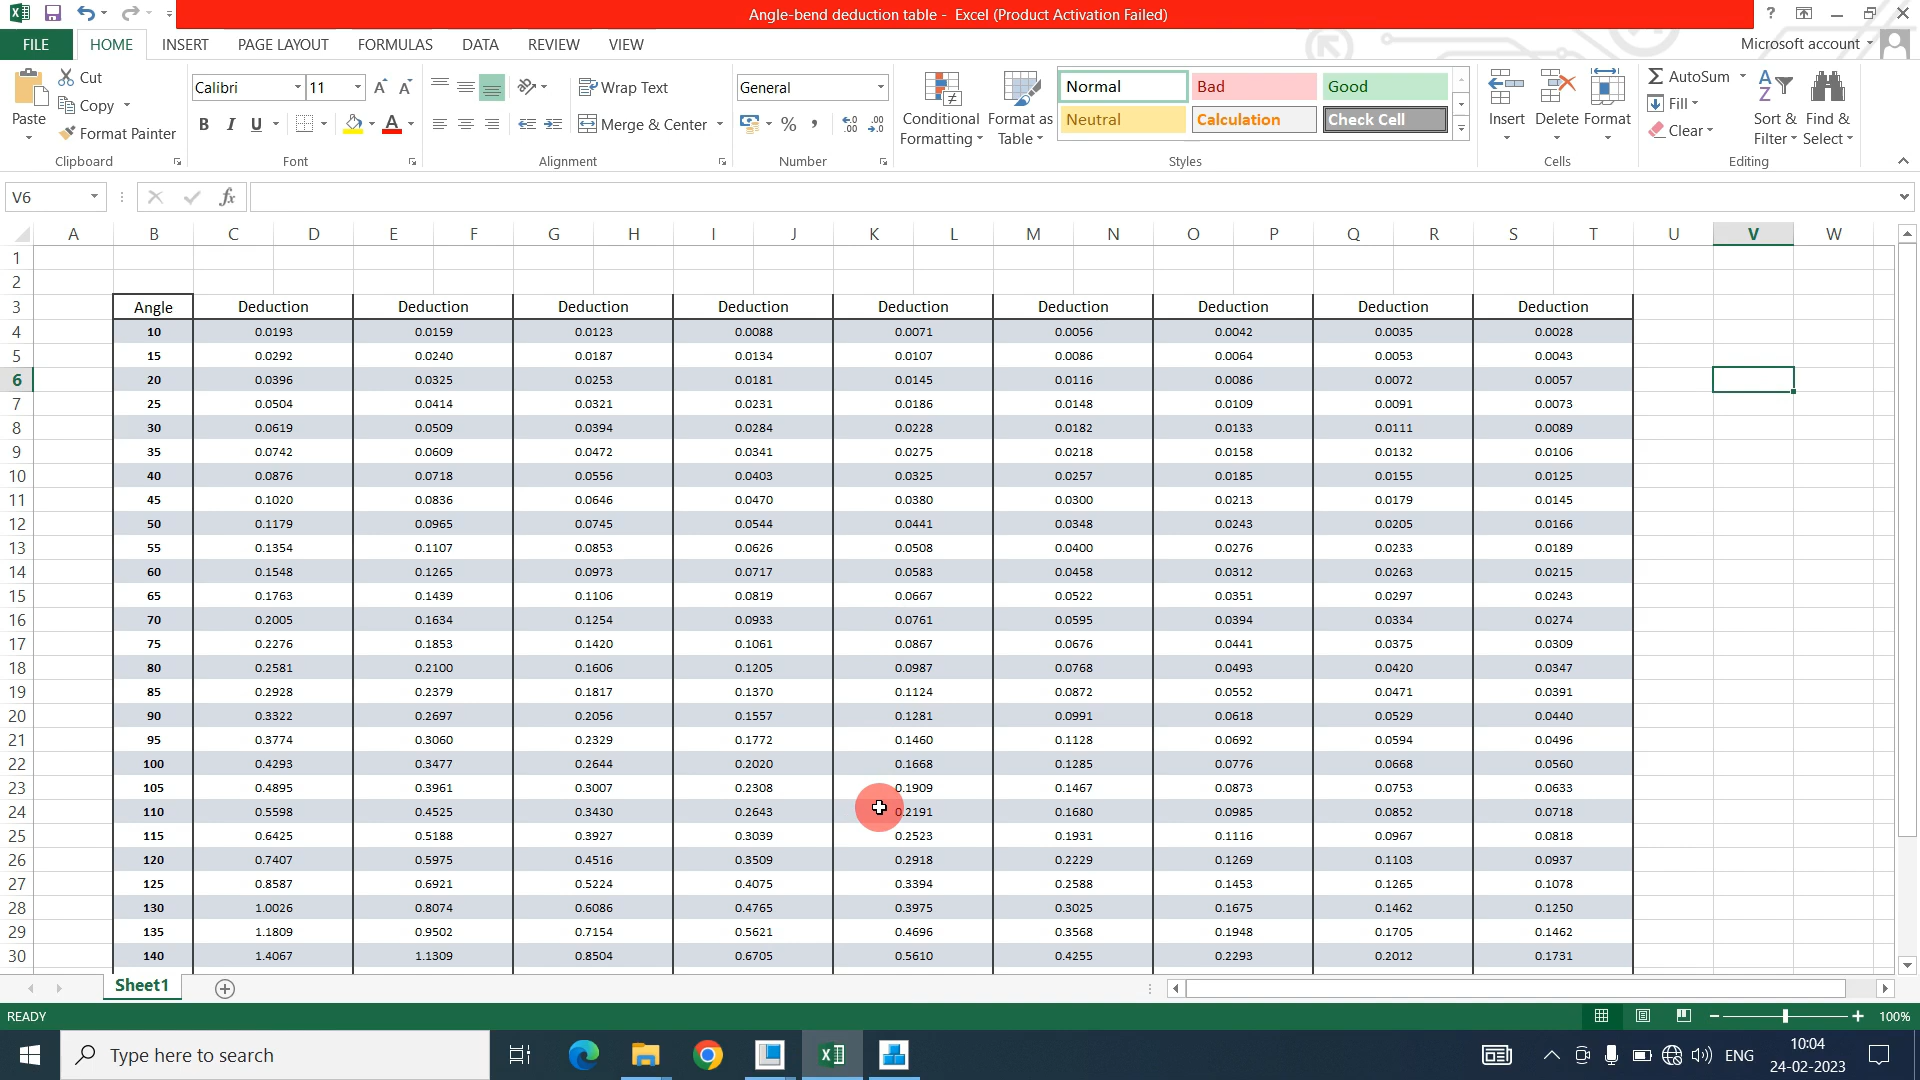 Angle-bend deduction table - Excel (Product Activation Failed)
?
FILE HOME INSERT PAGE LAYOUT FORMULAS DATA REVIEW VIEW Microsoft account
Paste Cut Copy Format Painter
Calibri 11 B I U
Wrap Text Merge & Center
General % ,
Conditional Formatting Format as Table
Normal Bad Good
Neutral Calculation Check Cell
Insert Delete Format
AutoSum Fill Clear
Sort & Filter Find & Select
Clipboard Font Alignment Number Styles Cells Editing
V6 fx
A B C D E F G H I J K L M N O P Q R S T U V W
1
2
3 Angle Deduction Deduction Deduction Deduction Deduction Deduction Deduction Deduction Deduction
4 10 0.0193 0.0159 0.0123 0.0088 0.0071 0.0056 0.0042 0.0035 0.0028
5 15 0.0292 0.0240 0.0187 0.0134 0.0107 0.0086 0.0064 0.0053 0.0043
6 20 0.0396 0.0325 0.0253 0.0181 0.0145 0.0116 0.0086 0.0072 0.0057
7 25 0.0504 0.0414 0.0321 0.0231 0.0186 0.0148 0.0109 0.0091 0.0073
8 30 0.0619 0.0509 0.0394 0.0284 0.0228 0.0182 0.0133 0.0111 0.0089
9 35 0.0742 0.0609 0.0472 0.0341 0.0275 0.0218 0.0158 0.0132 0.0106
10 40 0.0876 0.0718 0.0556 0.0403 0.0325 0.0257 0.0185 0.0155 0.0125
11 45 0.1020 0.0836 0.0646 0.0470 0.0380 0.0300 0.0213 0.0179 0.0145
12 50 0.1179 0.0965 0.0745 0.0544 0.0441 0.0348 0.0243 0.0205 0.0166
13 55 0.1354 0.1107 0.0853 0.0626 0.0508 0.0400 0.0276 0.0233 0.0189
14 60 0.1548 0.1265 0.0973 0.0717 0.0583 0.0458 0.0312 0.0263 0.0215
15 65 0.1763 0.1439 0.1106 0.0819 0.0667 0.0522 0.0351 0.0297 0.0243
16 70 0.2005 0.1634 0.1254 0.0933 0.0761 0.0595 0.0394 0.0334 0.0274
17 75 0.2276 0.1853 0.1420 0.1061 0.0867 0.0676 0.0441 0.0375 0.0309
18 80 0.2581 0.2100 0.1606 0.1205 0.0987 0.0768 0.0493 0.0420 0.0347
19 85 0.2928 0.2379 0.1817 0.1370 0.1124 0.0872 0.0552 0.0471 0.0391
20 90 0.3322 0.2697 0.2056 0.1557 0.1281 0.0991 0.0618 0.0529 0.0440
21 95 0.3774 0.3060 0.2329 0.1772 0.1460 0.1128 0.0692 0.0594 0.0496
22 100 0.4293 0.3477 0.2644 0.2020 0.1668 0.1285 0.0776 0.0668 0.0560
23 105 0.4895 0.3961 0.3007 0.2308 0.1909 0.1467 0.0873 0.0753 0.0633
24 110 0.5598 0.4525 0.3430 0.2643 0.2191 0.1680 0.0985 0.0852 0.0718
25 115 0.6425 0.5188 0.3927 0.3039 0.2523 0.1931 0.1116 0.0967 0.0818
26 120 0.7407 0.5975 0.4516 0.3509 0.2918 0.2229 0.1269 0.1103 0.0937
27 125 0.8587 0.6921 0.5224 0.4075 0.3394 0.2588 0.1453 0.1265 0.1078
28 130 1.0026 0.8074 0.6086 0.4765 0.3975 0.3025 0.1675 0.1462 0.1250
29 135 1.1809 0.9502 0.7154 0.5621 0.4696 0.3568 0.1948 0.1705 0.1462
30 140 1.4067 1.1309 0.8504 0.6705 0.5610 0.4255 0.2293 0.2012 0.1731
Sheet1
READY 100%
Type here to search
ENG
10:04
24-02-2023